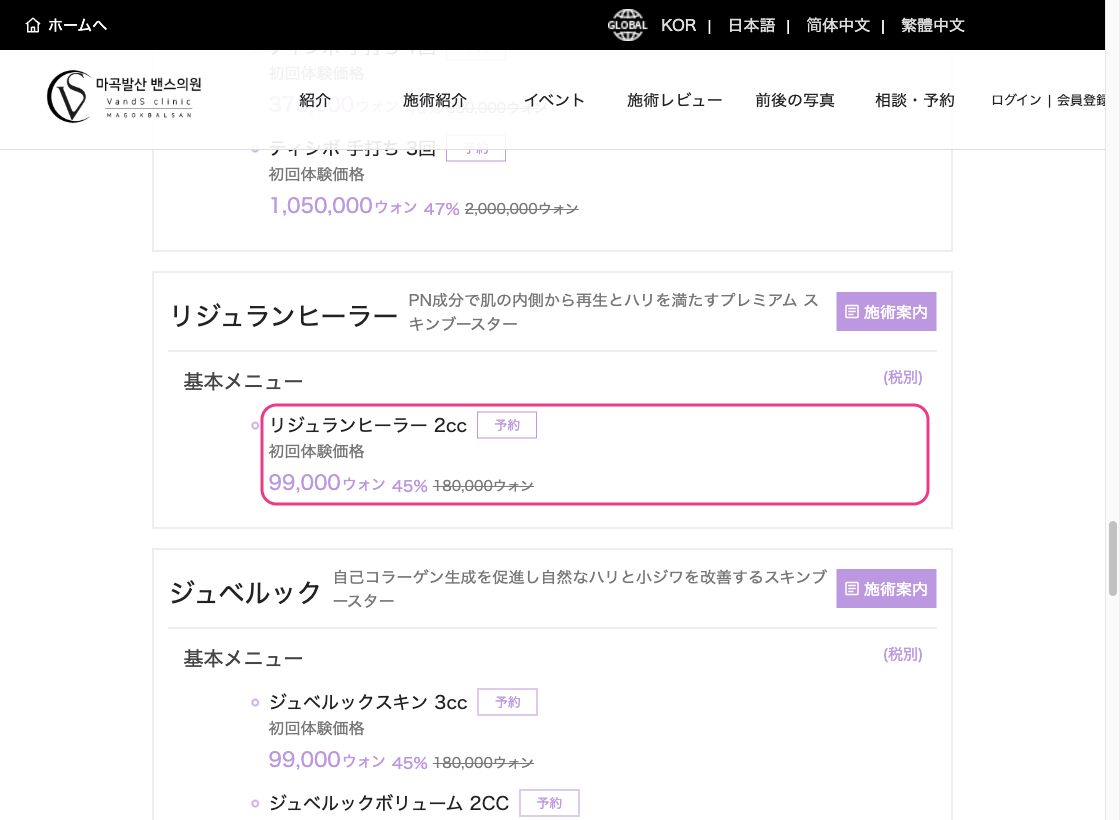 ホームへ
GLOBAL KOR | 日本語 | 简体中文 | 繁體中文
마곡발산 밴스의원
VandS clinic
MAGOKBALSAN
紹介 施術紹介 イベント 施術レビュー 前後の写真 相談・予約 ログイン | 会員登録
初回体験価格
ティンボ 手打ち 3回 予約
初回体験価格
1,050,000ウォン 47% 2,000,000ウォン
リジュランヒーラー
PN成分で肌の内側から再生とハリを満たすプレミアム ス
キンブースター
施術案内
基本メニュー
(税別)
リジュランヒーラー 2cc 予約
初回体験価格
99,000ウォン 45% 180,000ウォン
ジュベルック
自己コラーゲン生成を促進し自然なハリと小ジワを改善するスキンブ
ースター
施術案内
基本メニュー
(税別)
ジュベルックスキン 3cc 予約
初回体験価格
99,000ウォン 45% 180,000ウォン
ジュベルックボリューム 2CC 予約